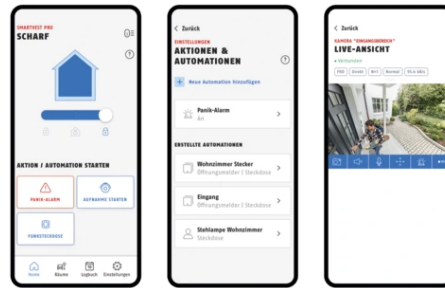 SMARTVEST PRO
SCHARF
AKTION / AUTOMATION STARTEN
PANIK-ALARM
AUFNAHME STARTEN
FUNKSTECKDOSE
Home
Räume
Logbuch
Einstellungen
< Zurück
EINSTELLUNGEN
AKTIONEN &
AUTOMATIONEN
Neue Automation hinzufügen
Panik-Alarm
An
ERSTELLTE AUTOMATIONEN
Wohnzimmer Stecker
Öffnungsmelder | Steckdose
Eingang
Öffnungsmelder | Steckdose
Stehlampe Wohnzimmer
Steckdose
< Zurück
KAMERA "EINGANGSBEREICH"
LIVE-ANSICHT
Verbunden
Normal